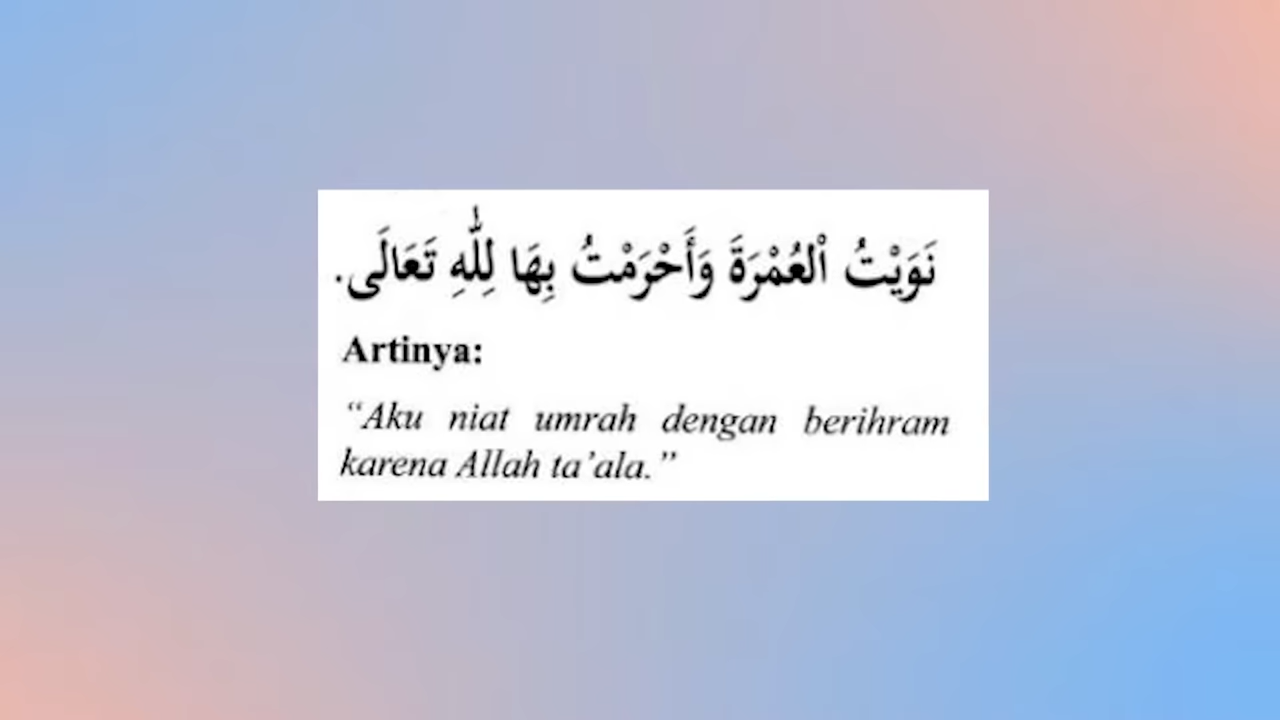 نَوَيْتُ الْعُمْرَةَ وَأَحْرَمْتُ بِهَا لِلّٰهِ تَعَالَى.
Artinya:
“Aku niat umrah dengan berihram
karena Allah ta’ala.”